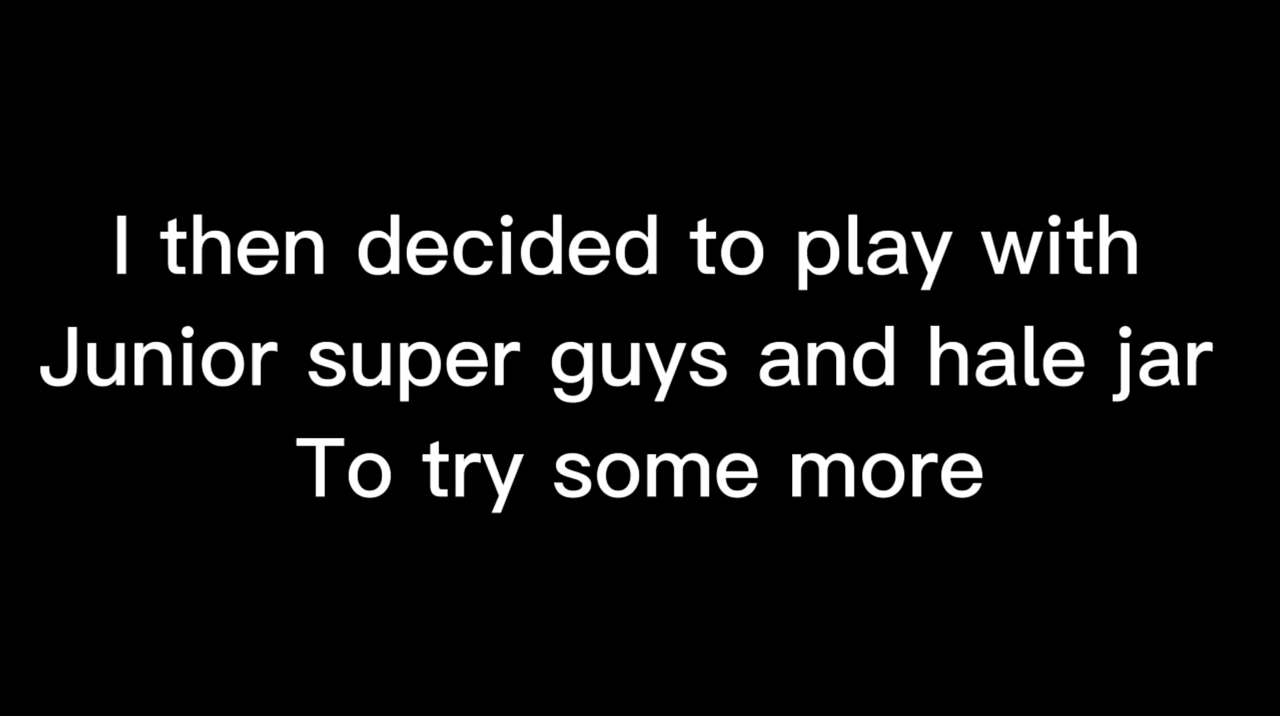 I then decided to play with
Junior super guys and hale jar
To try some more